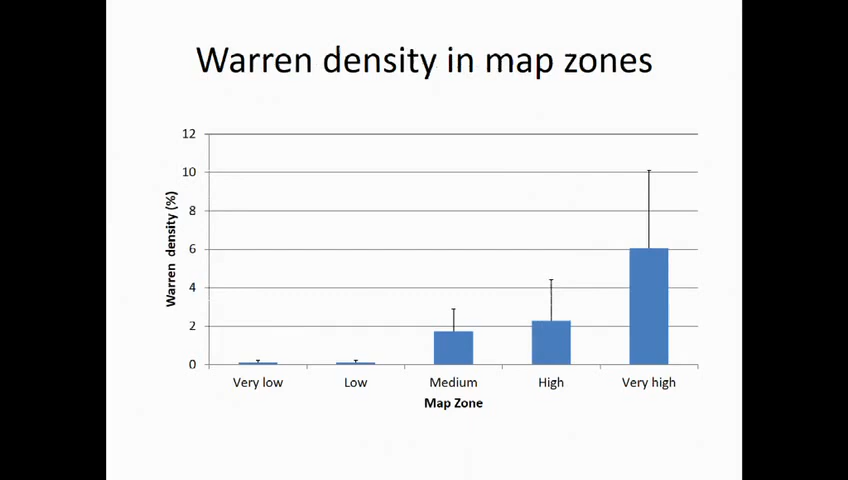 Warren density in map zones
12
10
8
6
4
2
0
Warren density (%)
Very low Low Medium High Very high
Map Zone